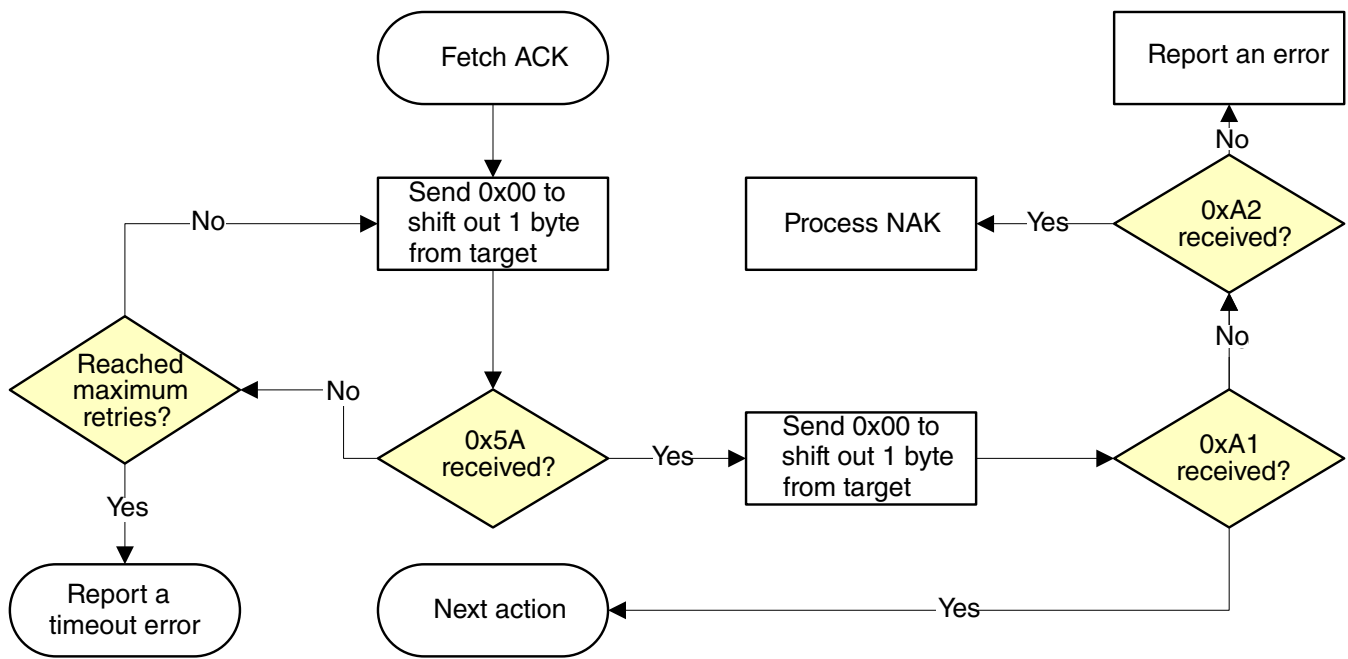 Fetch ACK
Report an error
No
Send 0x00 to
shift out 1 byte
from target
No
Process NAK
Yes
0xA2
received?
No
Reached
maximum
retries?
No
0x5A
received?
Yes
Send 0x00 to
shift out 1 byte
from target
0xA1
received?
Yes
Report a
timeout error
Next action
Yes